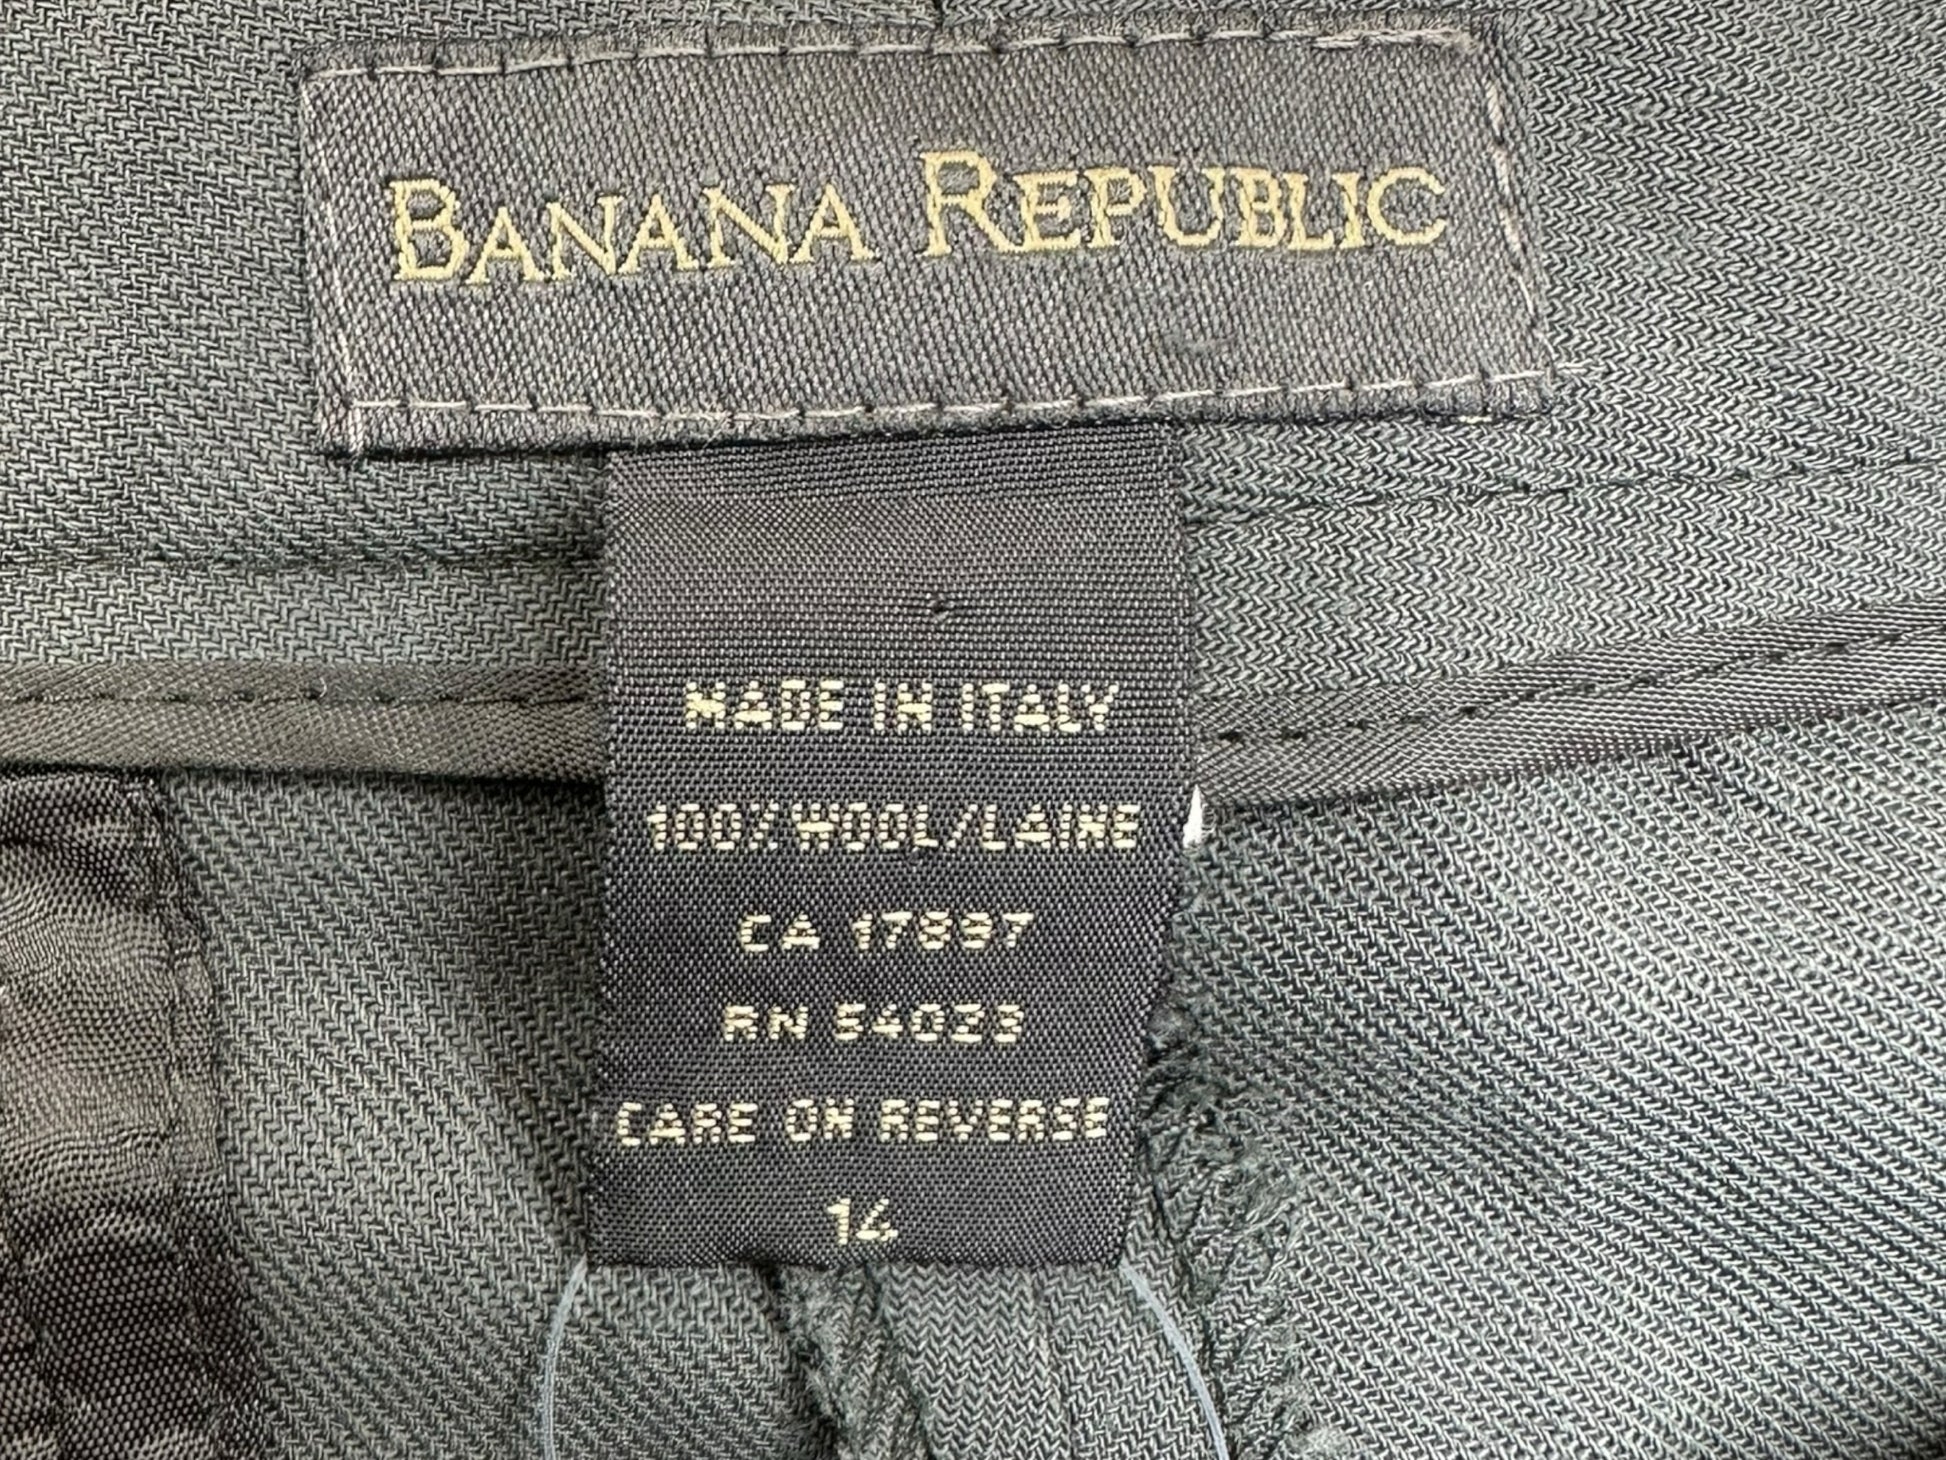 BANANA REPUBLIC
MADE IN ITALY
100% WOOL/LAINE
CA 17897
RN 54023
CARE ON REVERSE
14